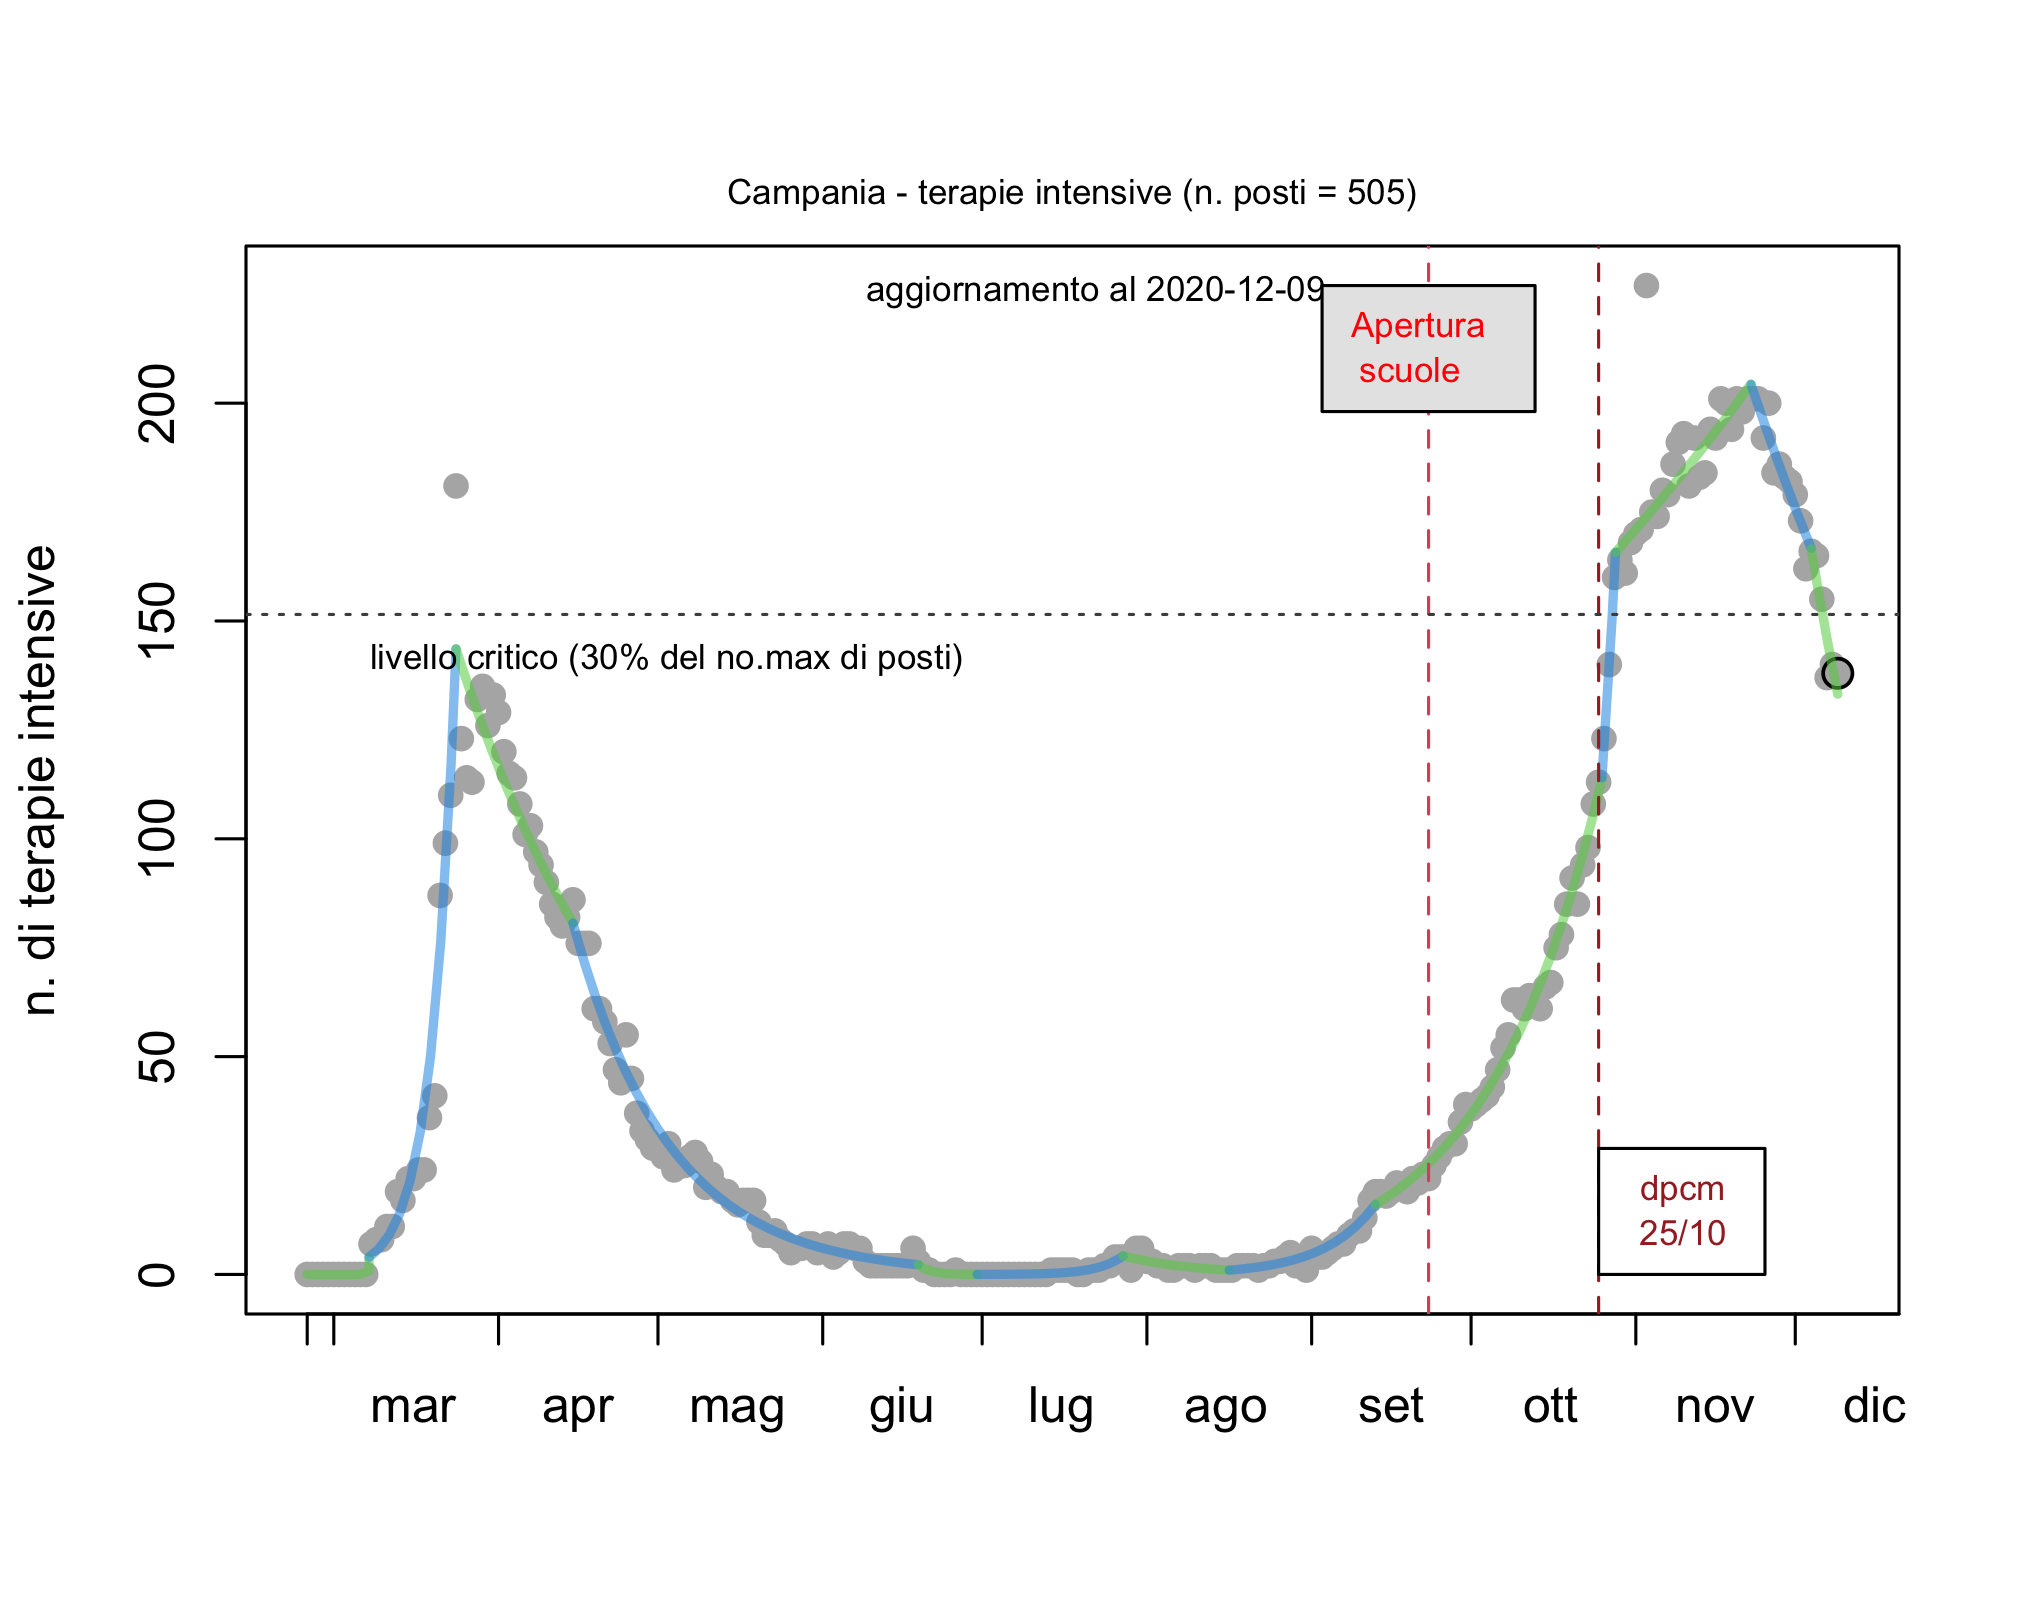 Campania - terapie intensive (n. posti = 505)
aggiornamento al 2020-12-09
Apertura
scuole
livello critico (30% del no.max di posti)
dpcm
25/10
n. di terapie intensive
200
150
100
50
0
mar apr mag giu lug ago set ott nov dic